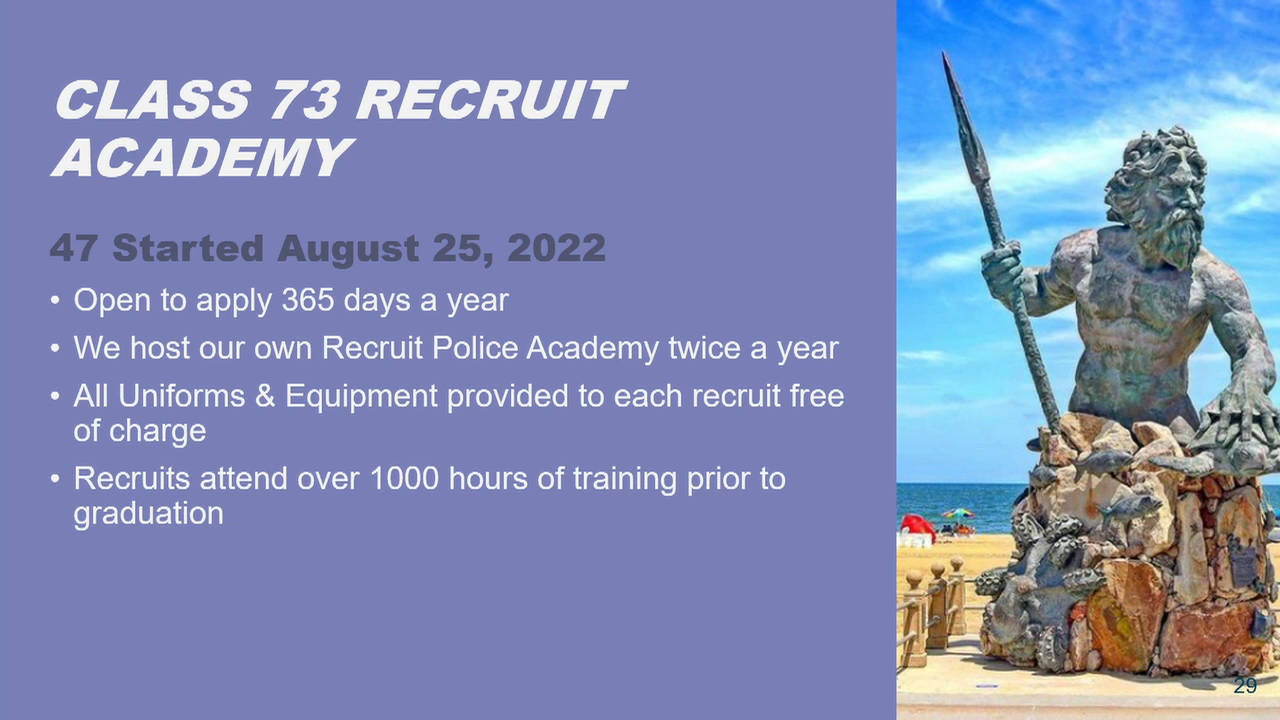 CLASS 73 RECRUIT
ACADEMY
47 Started August 25, 2022
• Open to apply 365 days a year
• We host our own Recruit Police Academy twice a year
• All Uniforms & Equipment provided to each recruit free
of charge
• Recruits attend over 1000 hours of training prior to
graduation
29